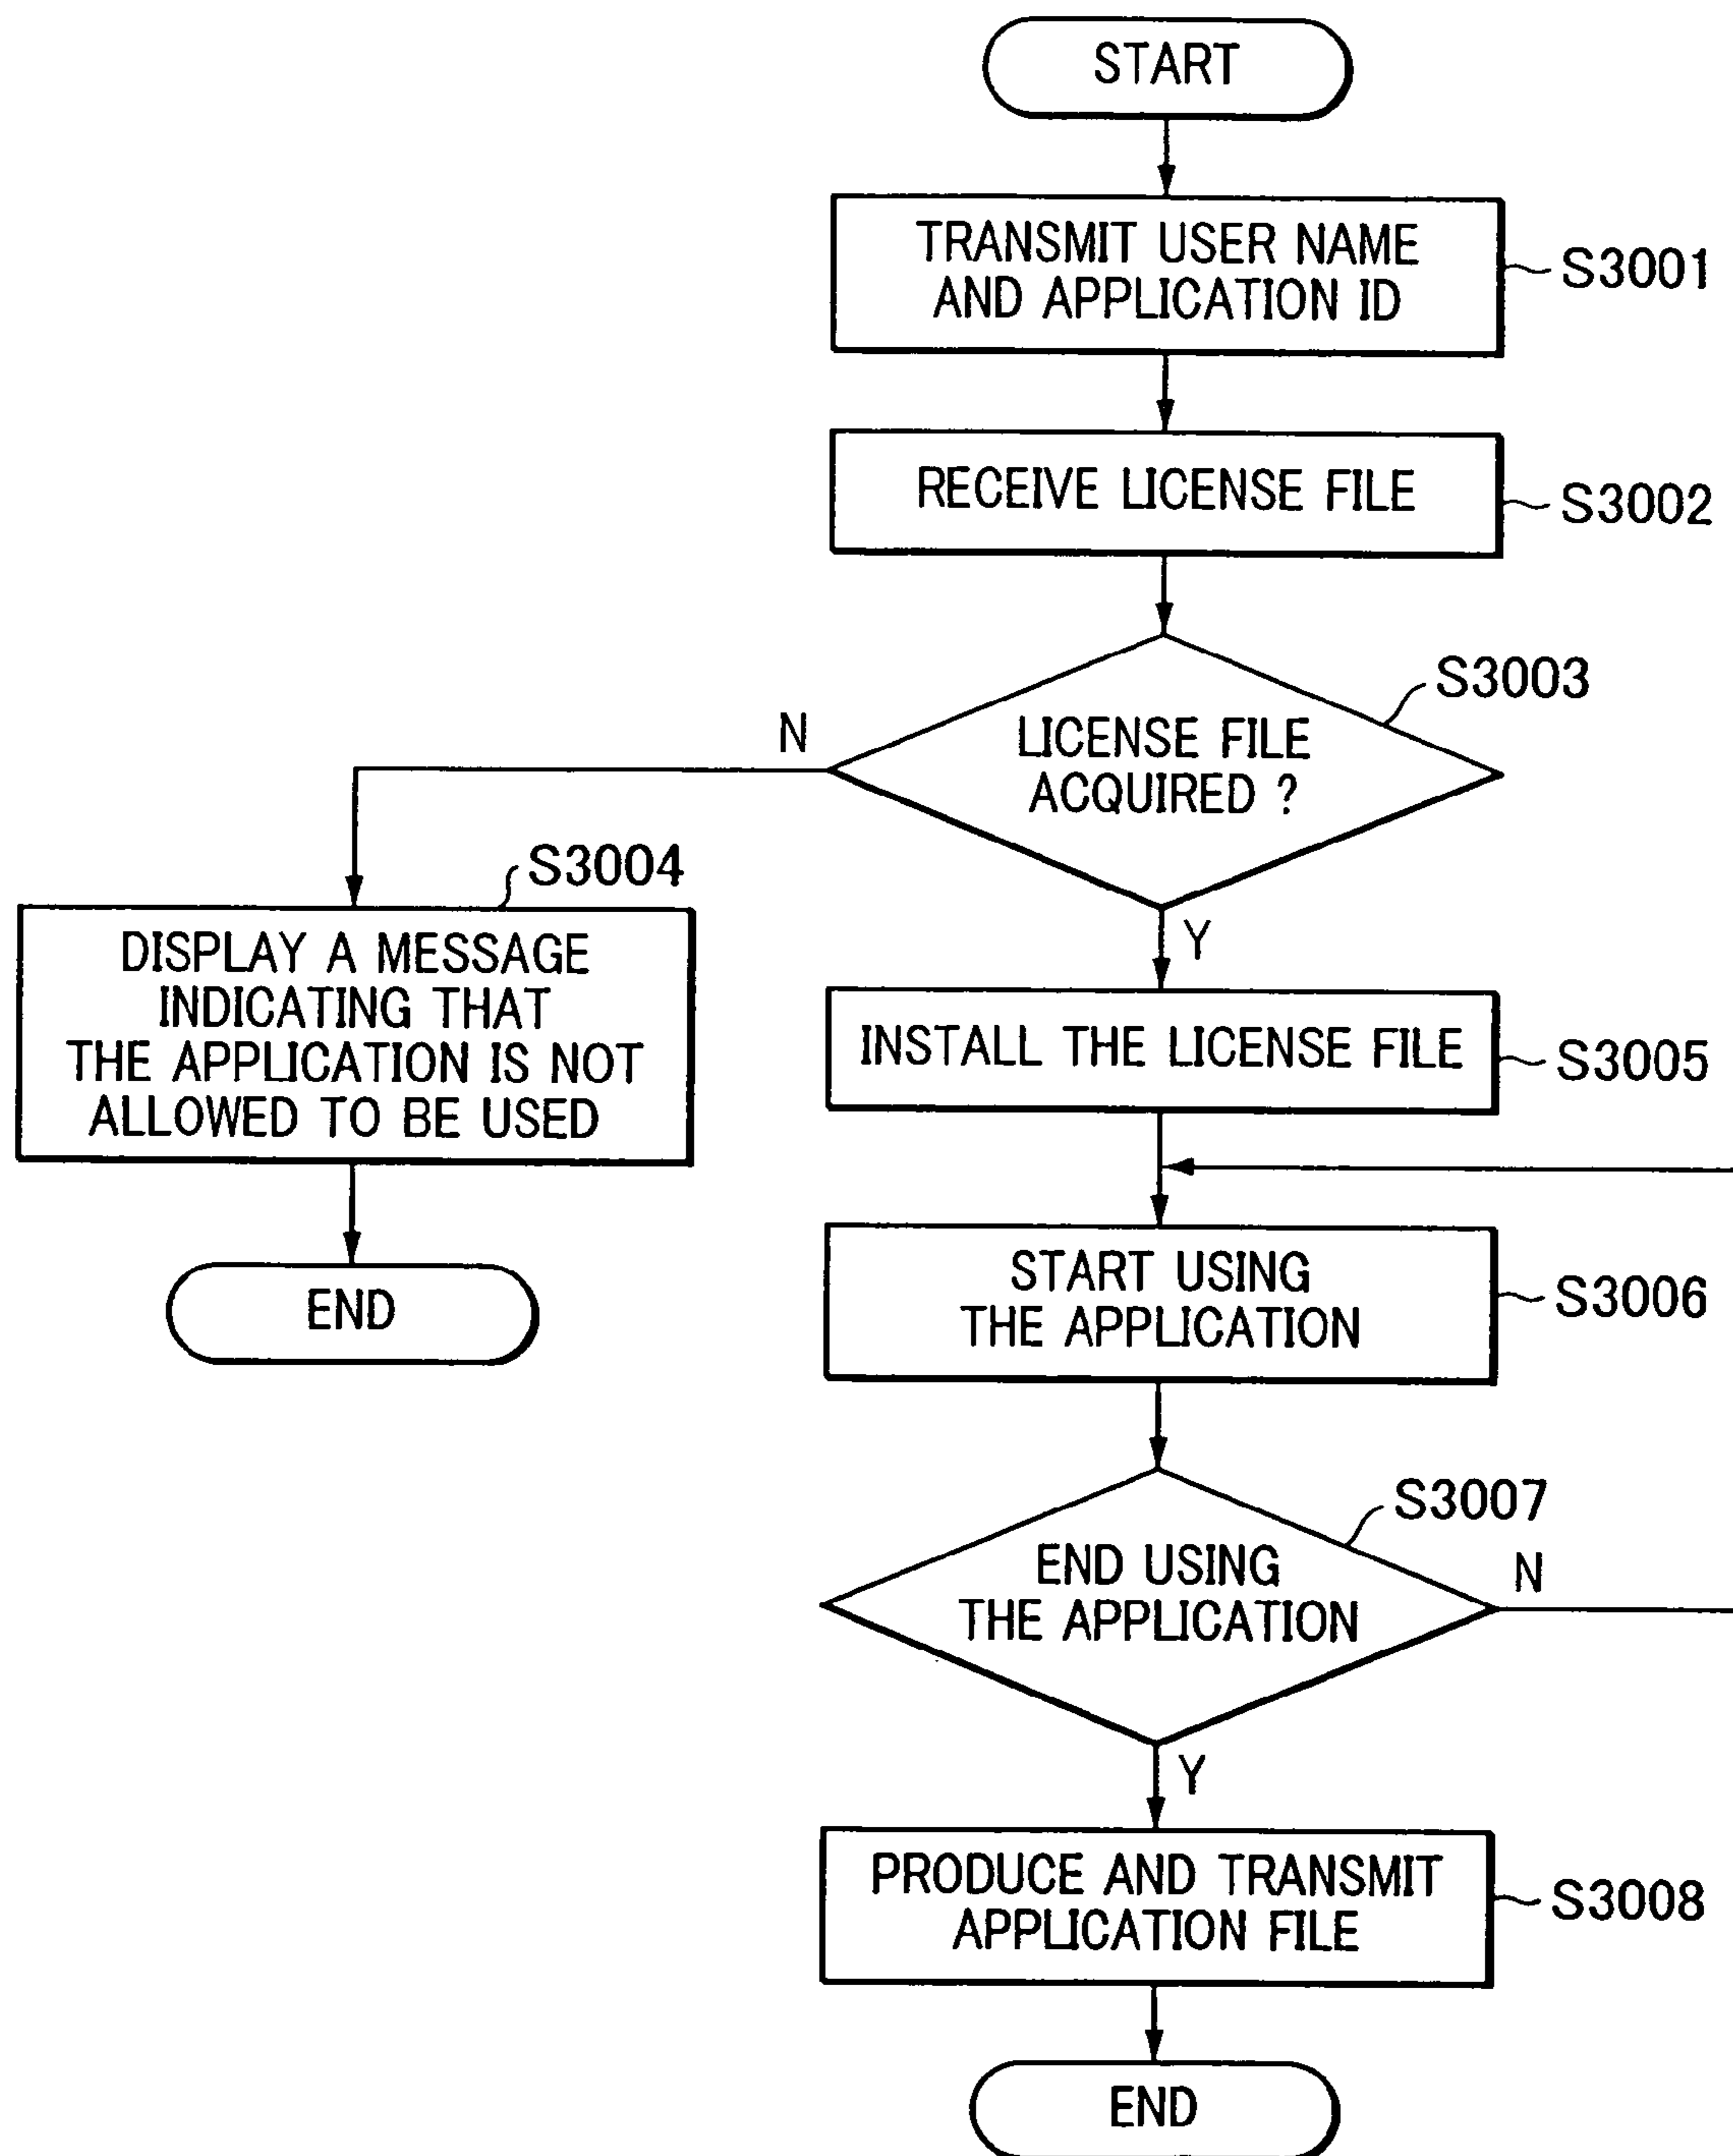 START
TRANSMIT USER NAME
AND APPLICATION ID
S3001
RECEIVE LICENSE FILE
S3002
S3003
LICENSE FILE
ACQUIRED ?
N
Y
S3004
DISPLAY A MESSAGE
INDICATING THAT
THE APPLICATION IS NOT
ALLOWED TO BE USED
END
INSTALL THE LICENSE FILE
S3005
START USING
THE APPLICATION
S3006
S3007
END USING
THE APPLICATION
N
Y
PRODUCE AND TRANSMIT
APPLICATION FILE
S3008
END